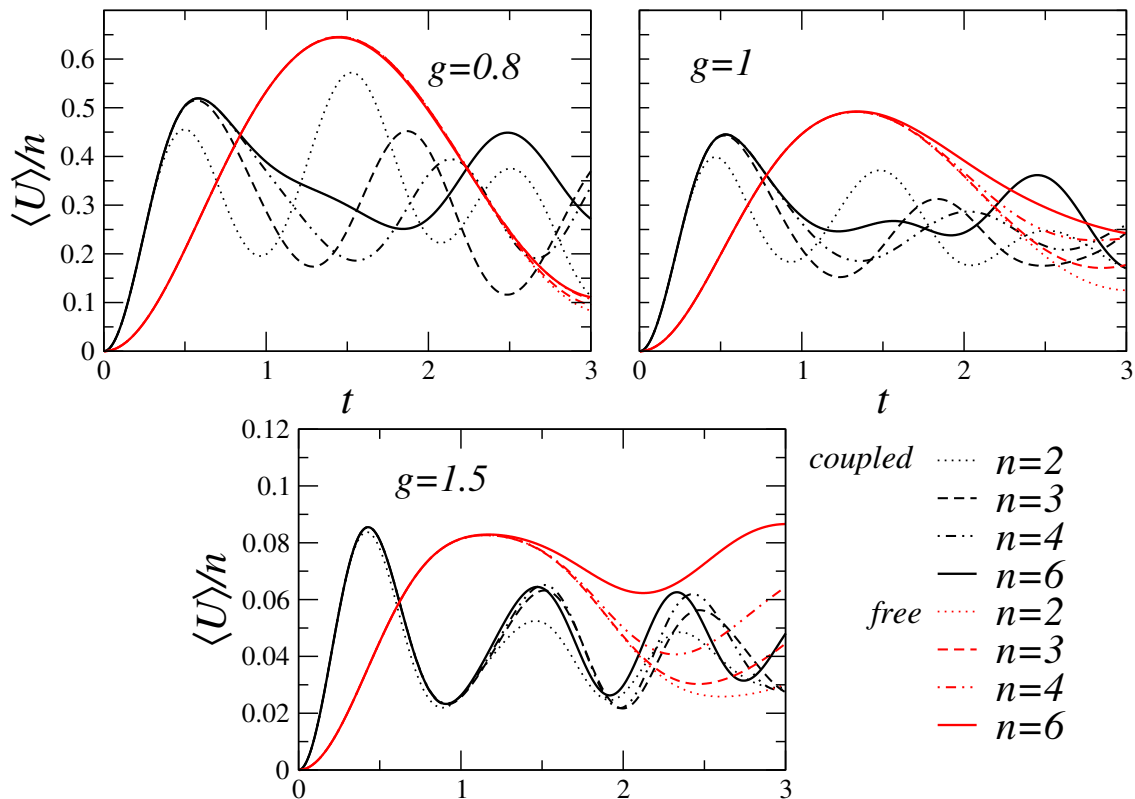 g=0.8
⟨U⟩/n
0.6
0.5
0.4
0.3
0.2
0.1
0
0 1 2 3
t
g=1
0 1 2 3
t
g=1.5
⟨U⟩/n
0.12
0.1
0.08
0.06
0.04
0.02
0
0 1 2 3
coupled
n=2
n=3
n=4
n=6
free
n=2
n=3
n=4
n=6